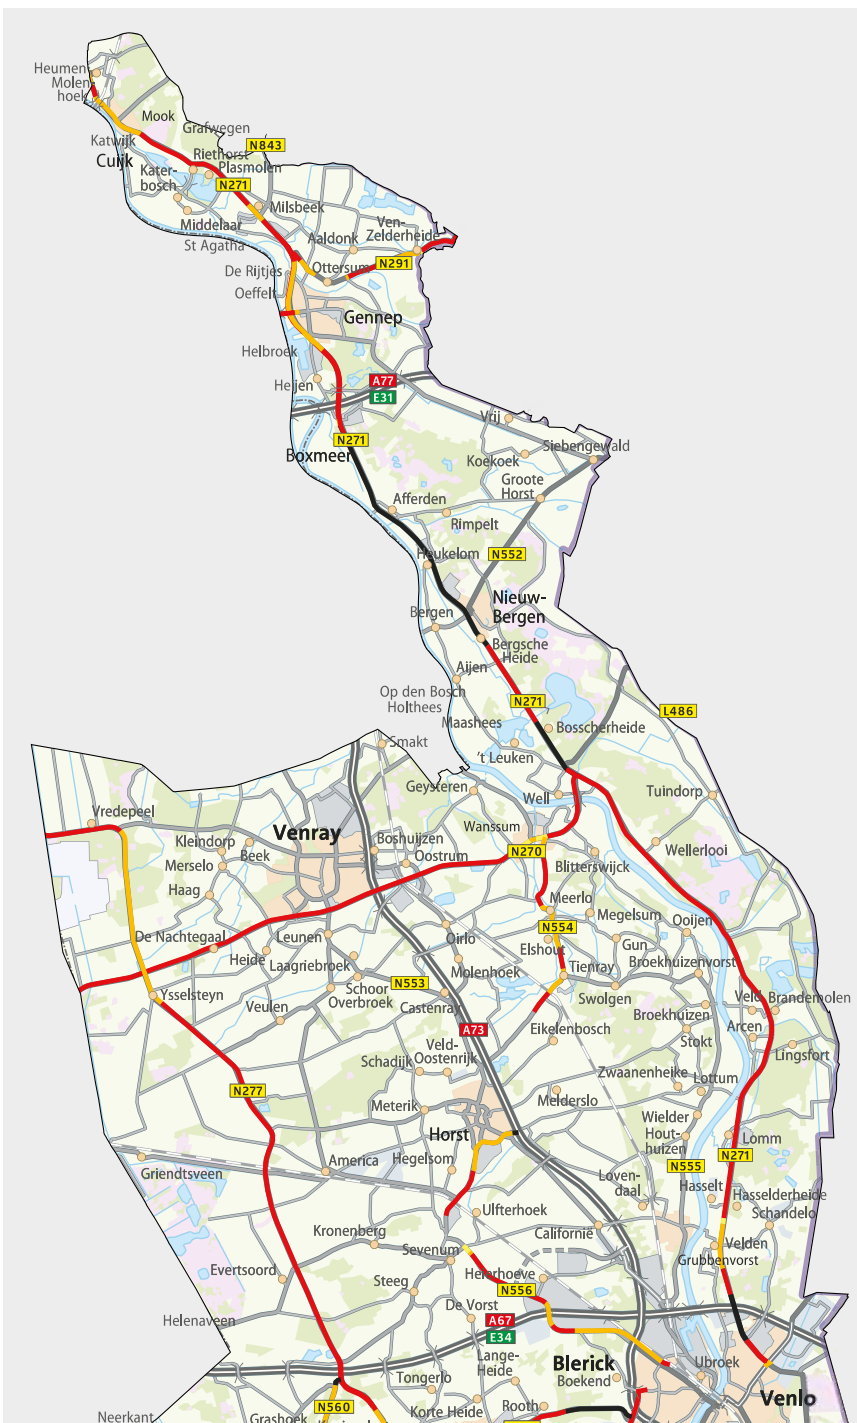 Heumen
Molen-
hoek
Mook
Grafwegen
Katwijk
Cuijk
N843
Riethorst
Plasmolen
Kater-
bosch
N271
Milsbeek
Middelaar
St Agatha
Aaldonk
Ven-
Zelderheide
De Rijtjes
Ottersum
N291
Oeffelt
Gennep
Helbroek
Heijen
A77
E31
Vrij
N271
Boxmeer
Siebengewald
Koekoek
Groote
Horst
Afferden
Rimpelt
Heukelom
N552
Nieuw-
Bergen
Bergen
Bergsche
Heide
Aijen
Op den Bosch
Holthees
N271
L486
Maashees
Bosscherheide
Smakt
't Leuken
Geysteren
Well
Tuindorp
Vredepeel
Venray
Wanssum
Kleindorp
Beek
Boshuijzen
Oostrum
N270
Wellerlooi
Merselo
Blitterswijck
Haag
Meerlo
Megelsum
Ooijen
De Nachtegaal
Leunen
Oirlo
N554
Elshout
Gun
Heide
Laagriebroek
Molenhoek
Tienray
Broekhuizenvorst
Ysselsteyn
Schoor
Overbroek
N553
Castenray
Swolgen
Veld
Brandemolen
Veulen
Broekhuizen
Arcen
A73
Eikelenbosch
Stokt
Lingsfort
Veld-
Oostenrijk
Schadijk
Zwaanenheike
Lottum
N277
Melderslo
Meterik
Wielder
Hout-
huizen
Horst
Lomm
N271
Griendtsveen
America
Hegelsom
N555
Loven-
daal
Hasselt
Hasselderheide
Schandelo
Ulfterhoek
Kronenberg
Californië
Velden
Sevenum
Grubbenvorst
Evertsoord
Hererhoeve
Steeg
N556
Helenaveen
De Vorst
A67
E34
Lange-
Heide
Blerick
Ubroek
Boekend
Tongerlo
Venlo
N560
Korte Heide
Rooth
Neerkant
Grashoek